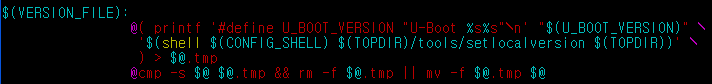 $(VERSION_FILE):
@( printf '#define U_BOOT_VERSION "U-Boot %s%s"\n' "$(U_BOOT_VERSION)" \
'$(shell $(CONFIG_SHELL) $(TOPDIR)/tools/setlocalversion $(TOPDIR))' \
) > $@.tmp
@cmp -s $@ $@.tmp && rm -f $@.tmp || mv -f $@.tmp $@